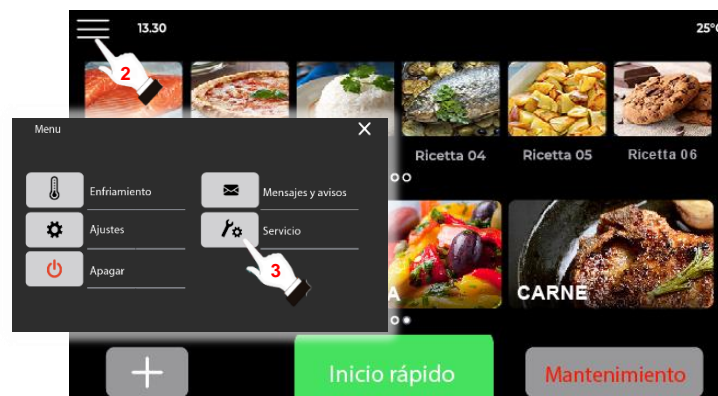 13.30
25°
2
Menu
X
Enfriamiento
Mensajes y avisos
Ajustes
Servicio
Apagar
3
Ricetta 04
Ricetta 05
Ricetta 06
A
CARNE
Inicio rápido
Mantenimiento